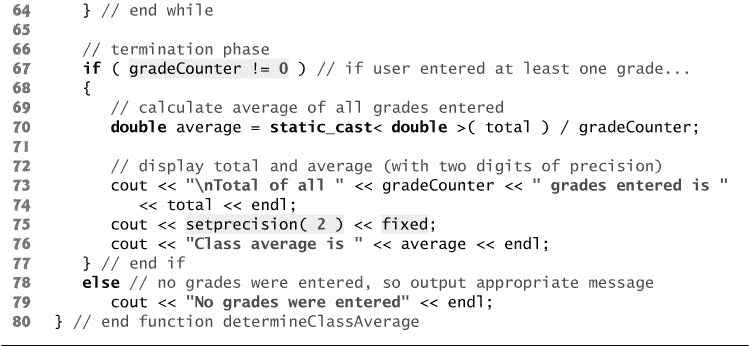 64 } // end while
65
66 // termination phase
67 if ( gradeCounter != 0 ) // if user entered at least one grade...
68 {
69 // calculate average of all grades entered
70 double average = static_cast< double >( total ) / gradeCounter;
71
72 // display total and average (with two digits of precision)
73 cout << "\nTotal of all " << gradeCounter << " grades entered is "
74 << total << endl;
75 cout << setprecision( 2 ) << fixed;
76 cout << "Class average is " << average << endl;
77 } // end if
78 else // no grades were entered, so output appropriate message
79 cout << "No grades were entered" << endl;
80 } // end function determineClassAverage